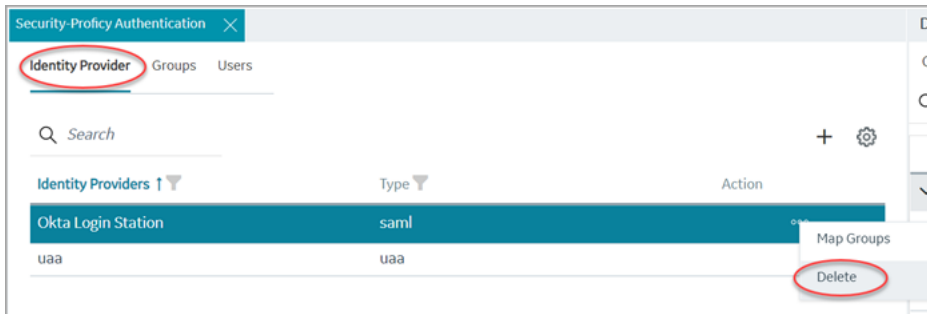 Security-Proficy Authentication
Identity Provider Groups Users
Search
Identity Providers Type Action
Okta Login Station saml
Map Groups
uaa uaa
Delete